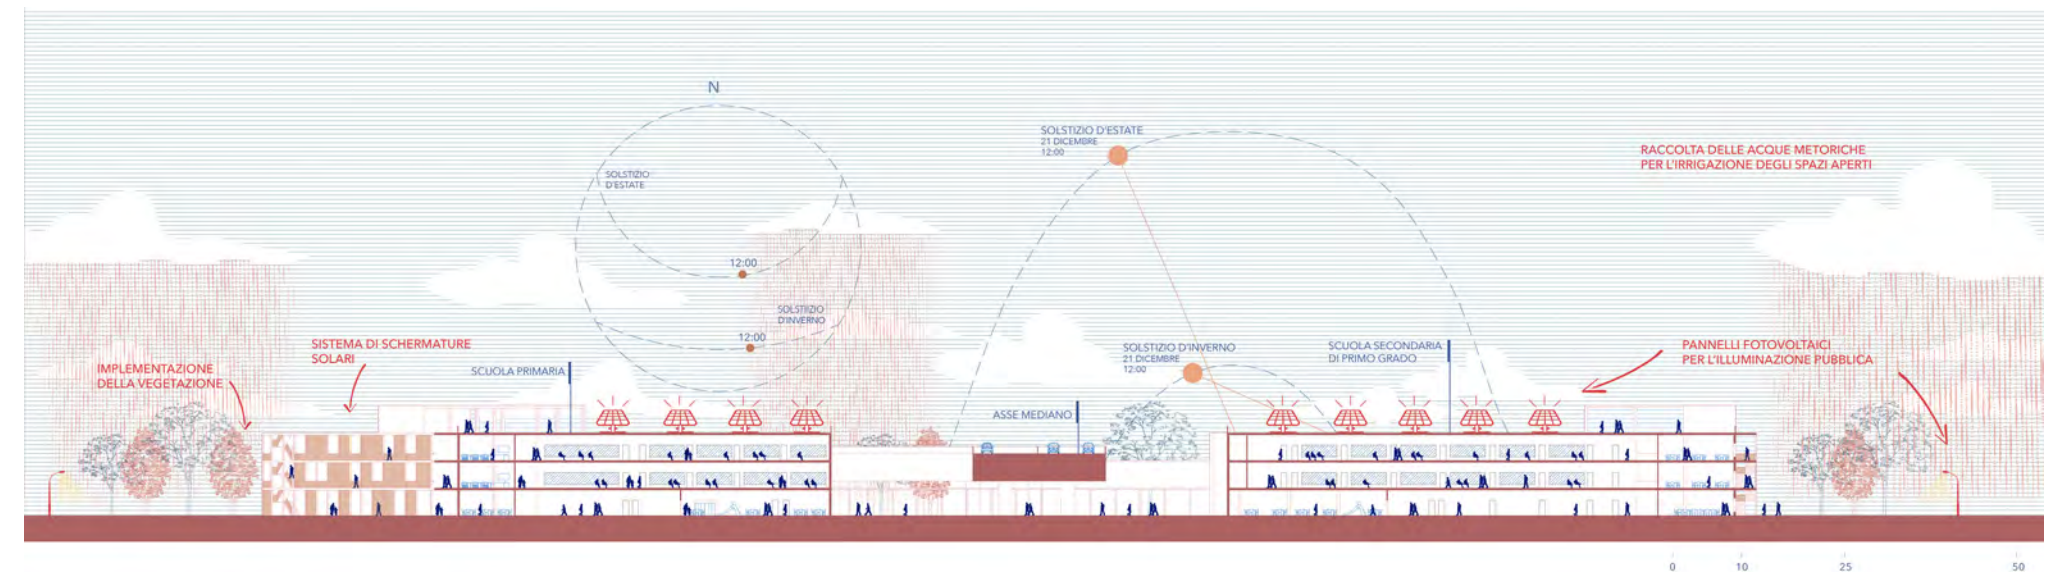 N
SOLSTIZIO
D'ESTATE
12:00
SOLSTIZIO
D'INVERNO
12:00
SOLSTIZIO D'ESTATE
21 DICEMBRE
12:00
RACCOLTA DELLE ACQUE METORICHE
PER L'IRRIGAZIONE DEGLI SPAZI APERTI
SISTEMA DI SCHERMATURE
SOLARI
IMPLEMENTAZIONE
DELLA VEGETAZIONE
SCUOLA PRIMARIA
SOLSTIZIO D'INVERNO
21 DICEMBRE
12:00
SCUOLA SECONDARIA
DI PRIMO GRADO
PANNELLI FOTOVOLTAICI
PER L'ILLUMINAZIONE PUBBLICA
ASSE MEDIANO
0 10 25 50